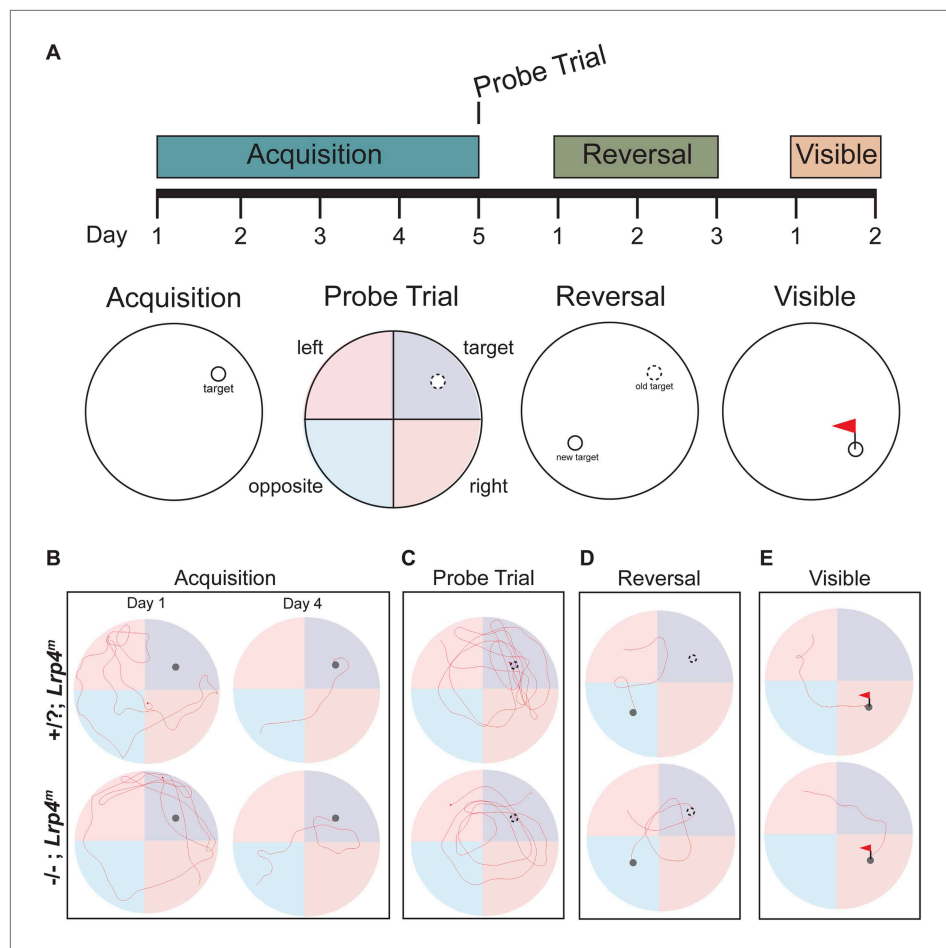 A
Probe Trial
Acquisition
Reversal
Visible
Day 1 2 3 4 5 1 2 3 1 2
Acquisition
Probe Trial
Reversal
Visible
target
left
target
opposite
right
old target
new target
B
Acquisition
Day 1
Day 4
C
Probe Trial
D
Reversal
E
Visible
+/?; Lrp4ᵐ
-/- ; Lrp4ᵐ